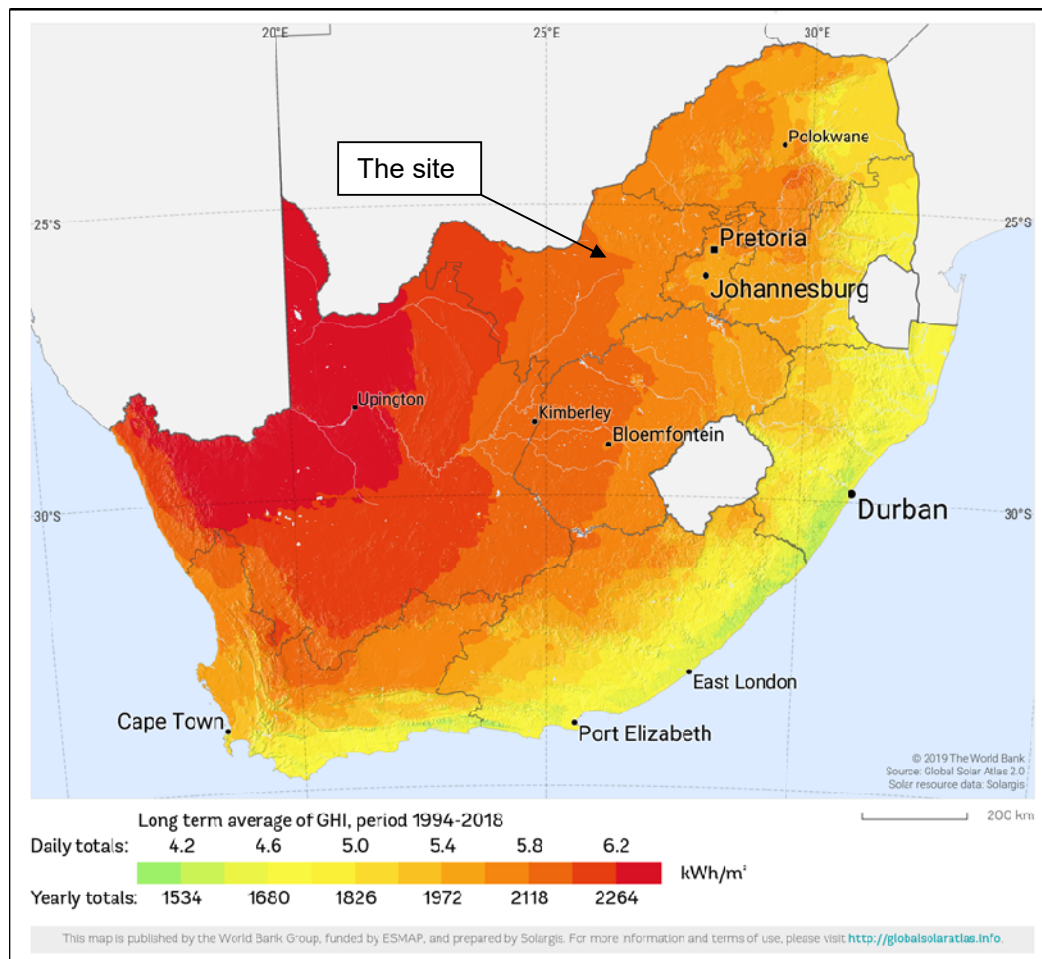 20°E
25°E
30°E
Polokwane
The site
25°S
25°S
Pretoria
Johannesburg
Upington
Kimberley
Bloemfontein
30°S
Durban
30°S
East London
Cape Town
Port Elizabeth
© 2019 The World Bank
Source: Global Solar Atlas 2.0
Solar resource data: Solargis
Long term average of GHI, period 1994-2018
200 km
Daily totals: 4.2 4.6 5.0 5.4 5.8 6.2
kWh/m²
Yearly totals: 1534 1680 1826 1972 2118 2264
This map is published by the World Bank Group, funded by ESMAP, and prepared by Solargis. For more information and terms of use, please visit http://globalsolaratlas.info.